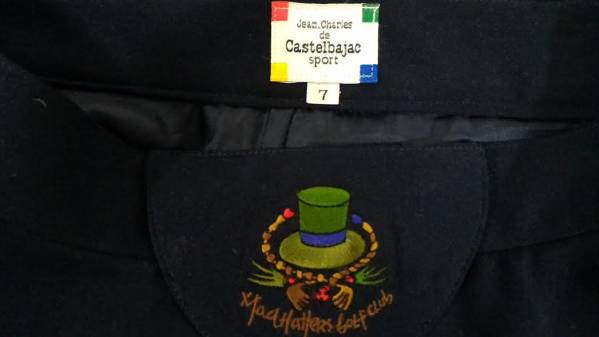 Jean.Charles
de
Castelbajac
sport
7
MadHatters Golf Club